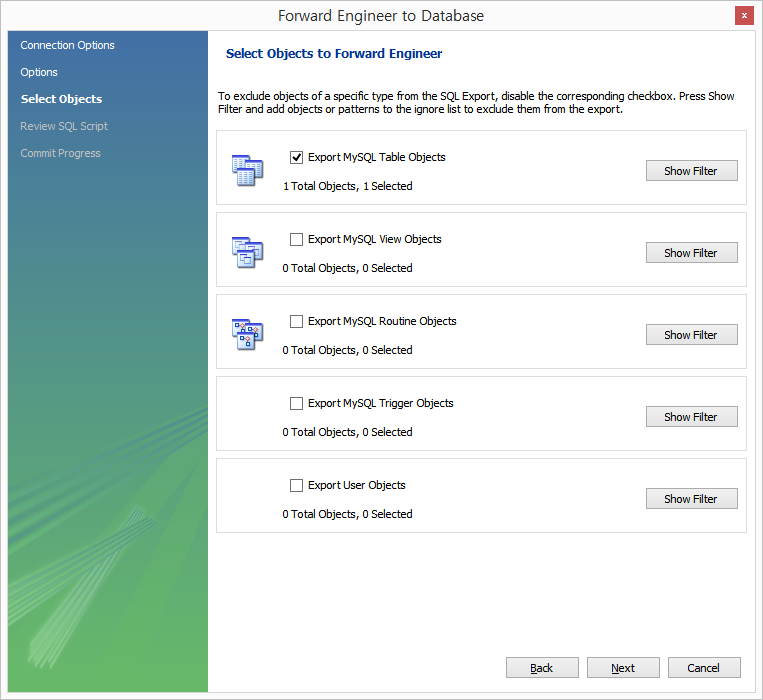 Forward Engineer to Database
x
Connection Options
Options
Select Objects
Review SQL Script
Commit Progress
Select Objects to Forward Engineer
To exclude objects of a specific type from the SQL Export, disable the corresponding checkbox. Press Show
Filter and add objects or patterns to the ignore list to exclude them from the export.
Export MySQL Table Objects
1 Total Objects, 1 Selected
Show Filter
Export MySQL View Objects
0 Total Objects, 0 Selected
Show Filter
Export MySQL Routine Objects
0 Total Objects, 0 Selected
Show Filter
Export MySQL Trigger Objects
0 Total Objects, 0 Selected
Show Filter
Export User Objects
0 Total Objects, 0 Selected
Show Filter
Back
Next
Cancel